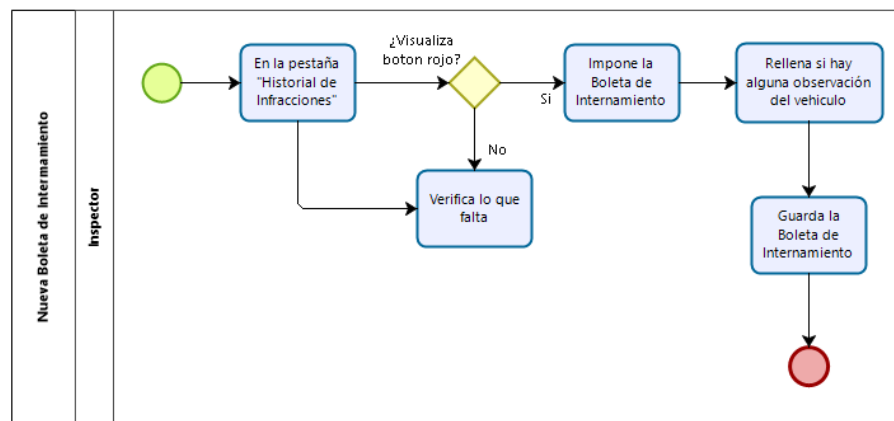 Nueva Boleta de Intermamiento
Inspector
En la pestaña
"Historial de
Infracciones"
¿Visualiza
boton rojo?
Si
No
Impone la
Boleta de
Internamiento
Rellena si hay
alguna observación
del vehiculo
Verifica lo que
falta
Guarda la
Boleta de
Internamiento